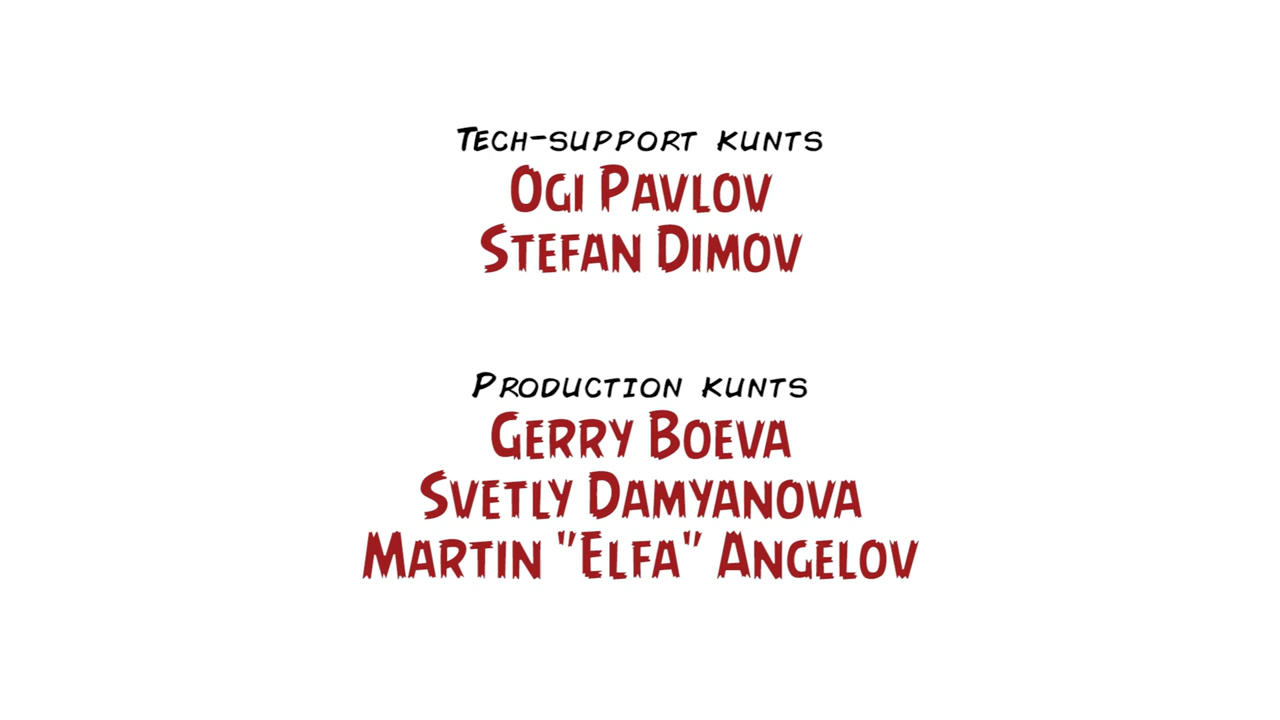 Tech-support kunts
Ogi Pavlov
Stefan Dimov
Production kunts
Gerry Boeva
Svetly Damyanova
Martin "Elfa" Angelov